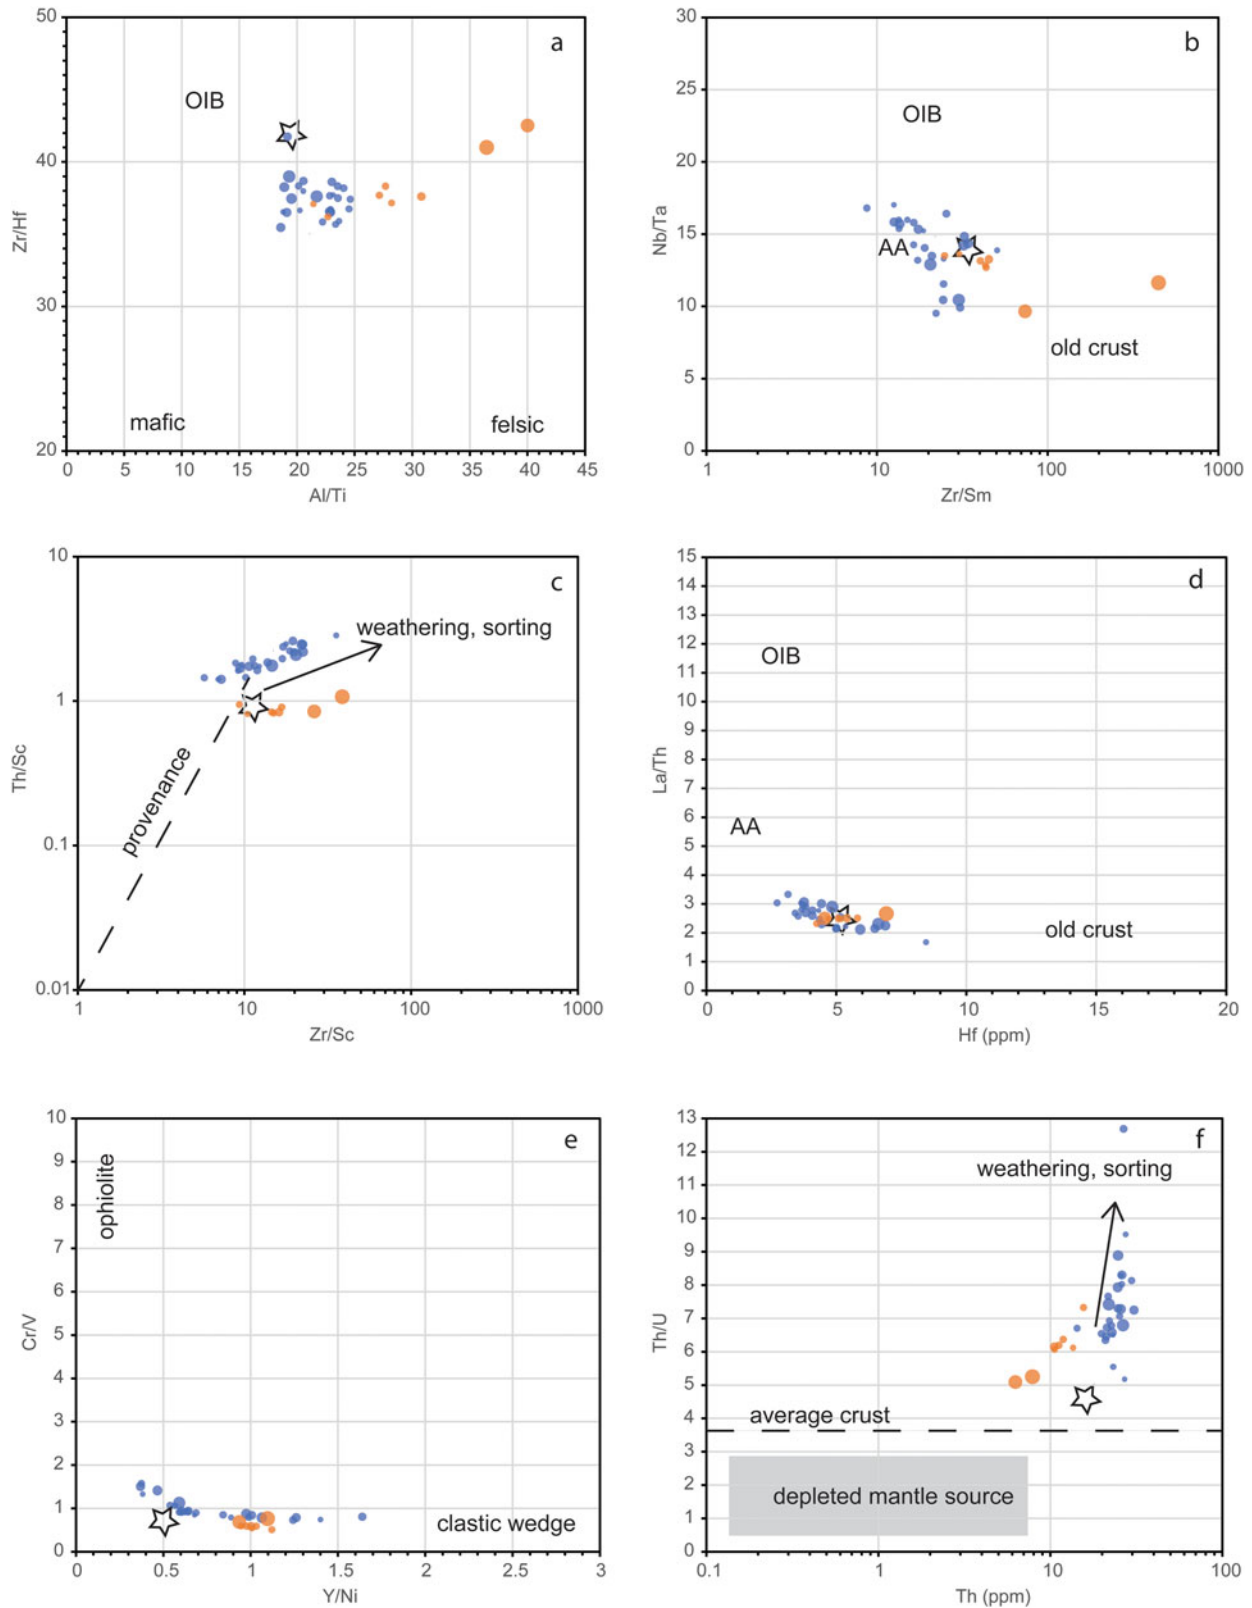 a
50
40
30
20
Zr/Hf
OIB
mafic
felsic
0 5 10 15 20 25 30 35 40 45
Al/Ti
b
30
25
20
15
10
5
0
Nb/Ta
OIB
AA
old crust
1 10 100 1000
Zr/Sm
c
10
1
0.1
0.01
Th/Sc
weathering, sorting
provenance
1 10 100 1000
Zr/Sc
d
15
14
13
12
11
10
9
8
7
6
5
4
3
2
1
0
La/Th
OIB
AA
old crust
0 5 10 15 20
Hf (ppm)
e
10
9
8
7
6
5
4
3
2
1
0
Cr/V
ophiolite
clastic wedge
0 0.5 1 1.5 2 2.5 3
Y/Ni
f
13
12
11
10
9
8
7
6
5
4
3
2
1
0
Th/U
weathering, sorting
average crust
depleted mantle source
0.1 1 10 100
Th (ppm)